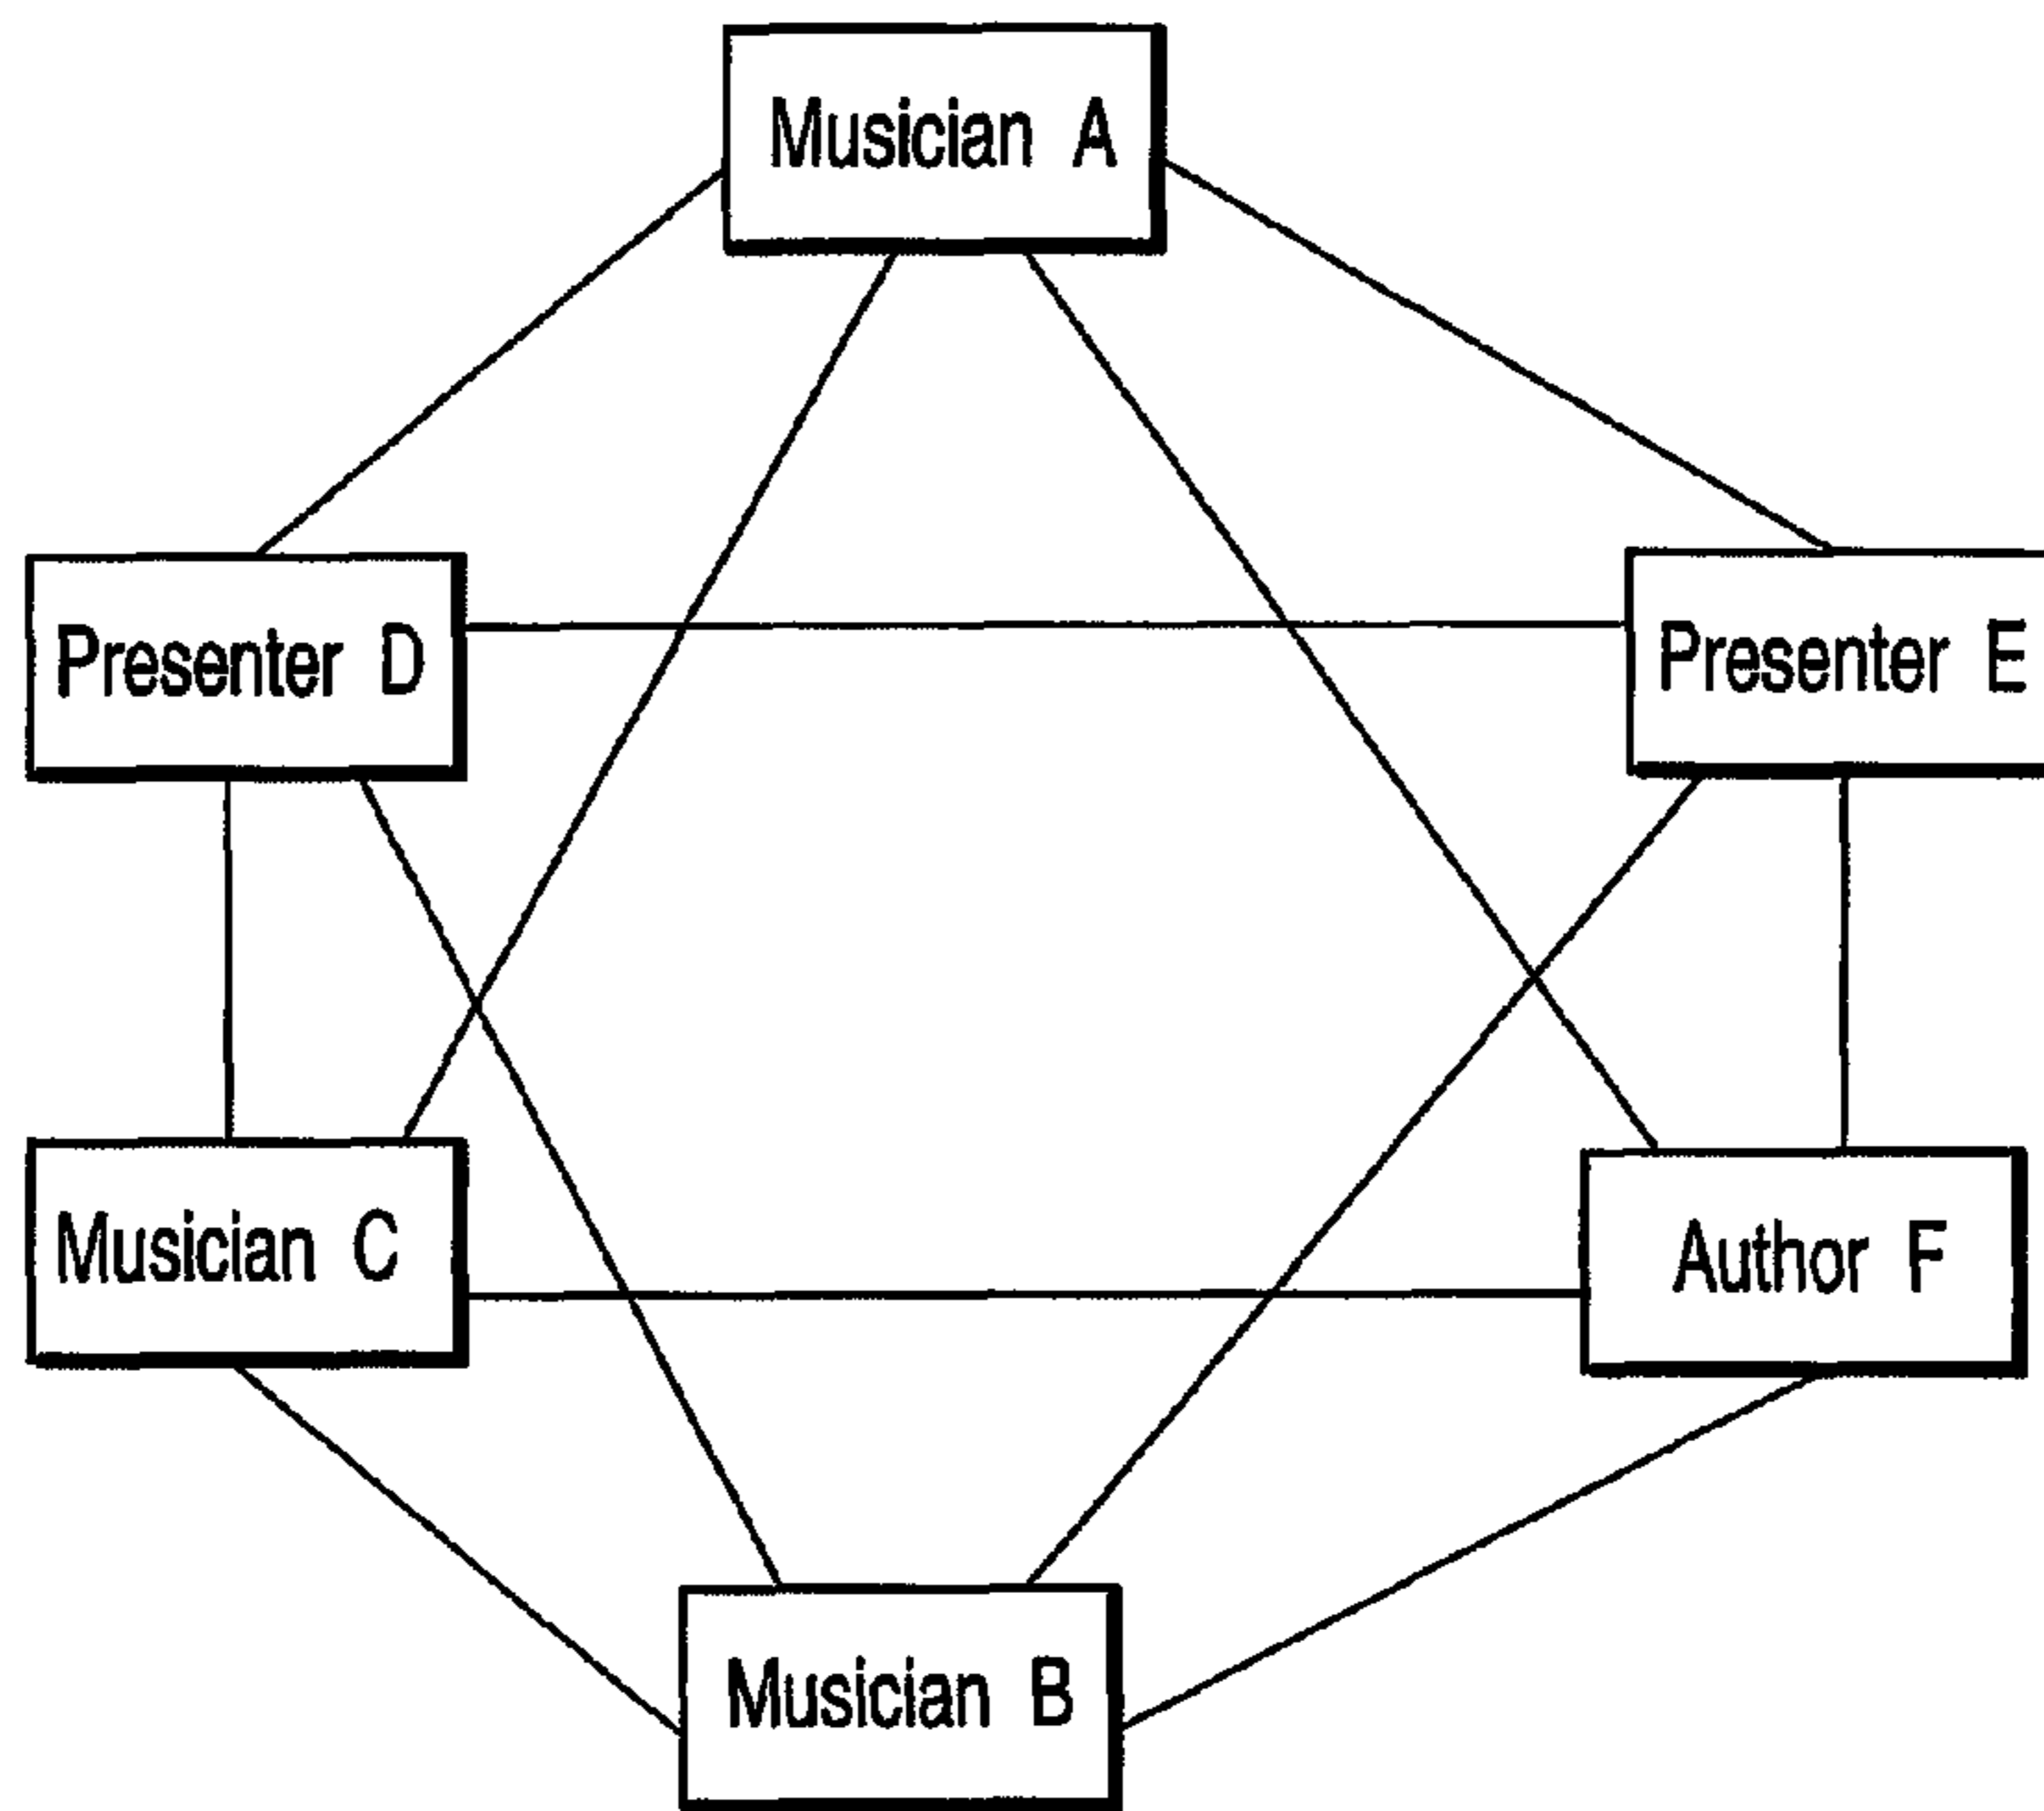 Musician A
Presenter D
Presenter E
Musician C
Author F
Musician B